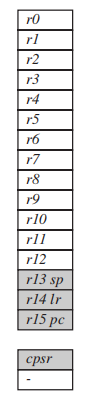 r0
r1
r2
r3
r4
r5
r6
r7
r8
r9
r10
r11
r12
r13 sp
r14 lr
r15 pc
cpsr
-